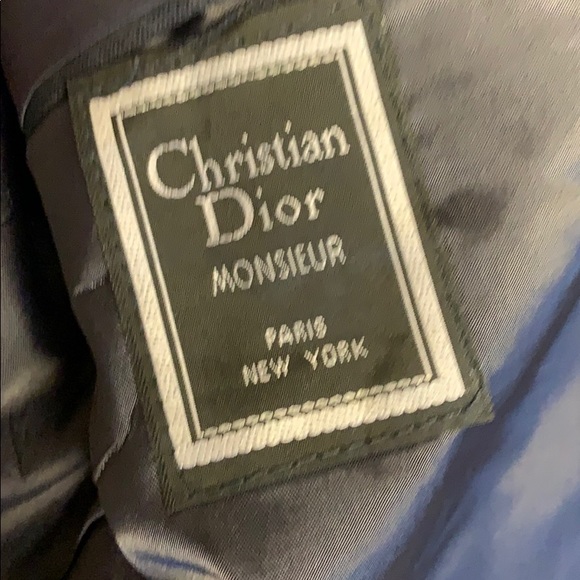 Christian
Dior
MONSIEUR
PARIS
NEW YORK